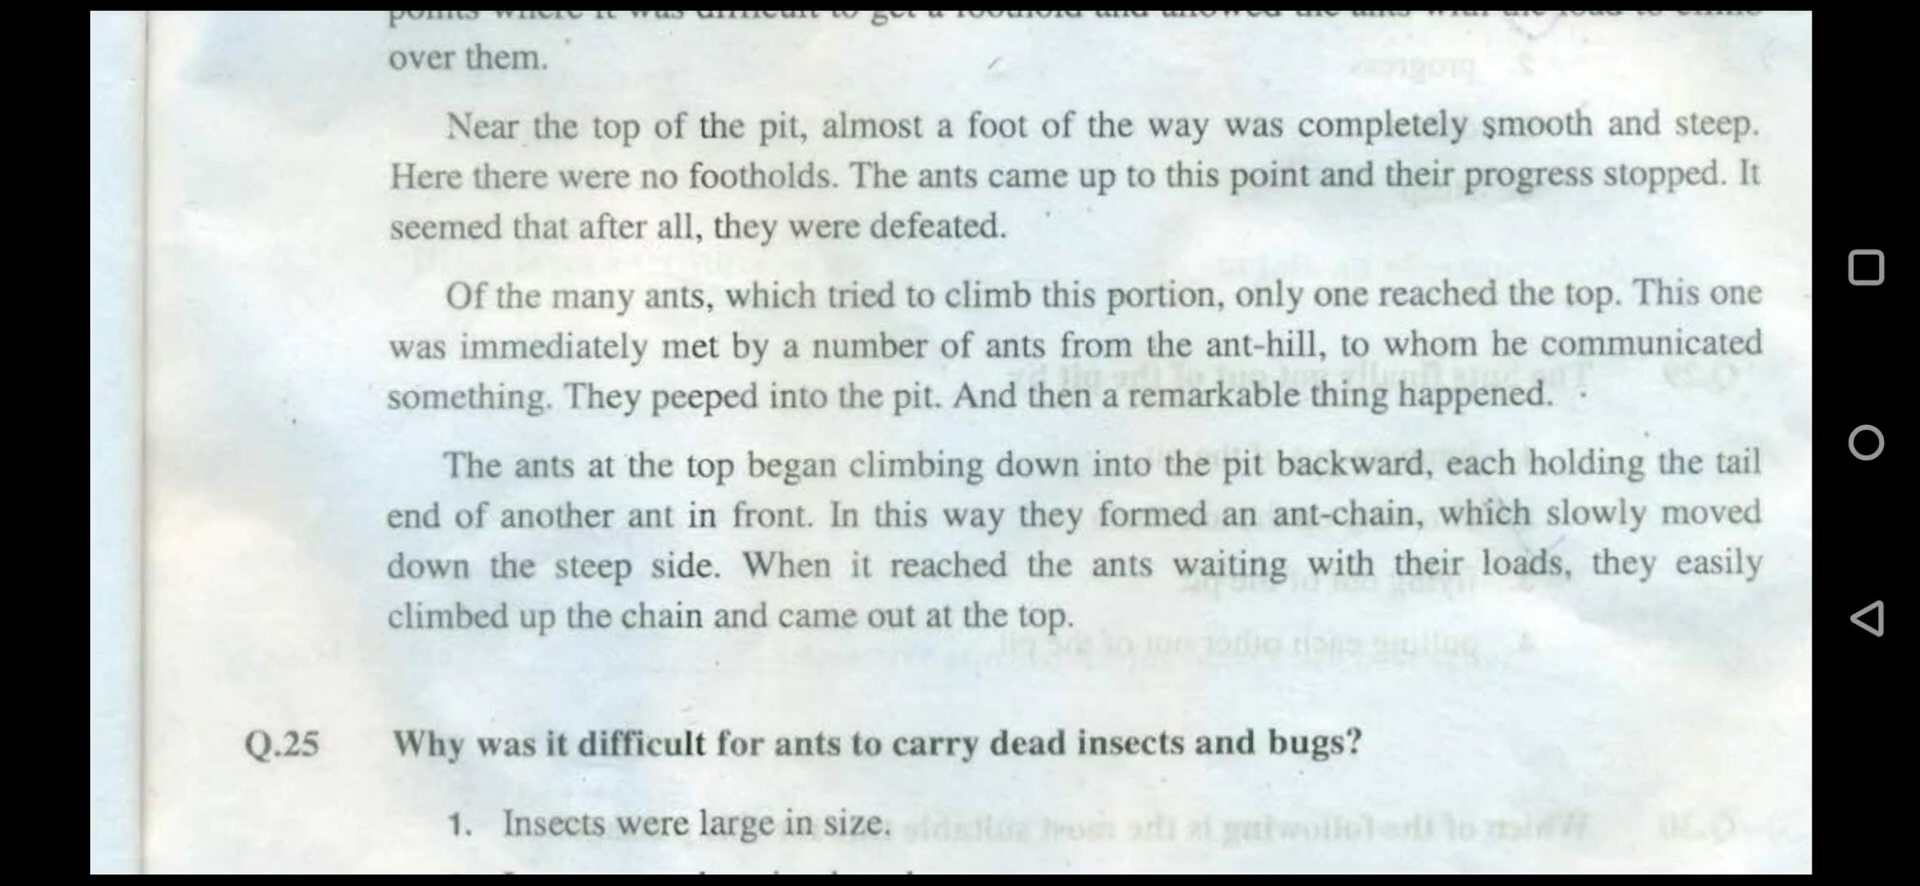 over them.
Near the top of the pit, almost a foot of the way was completely smooth and steep.
Here there were no footholds. The ants came up to this point and their progress stopped. It
seemed that after all, they were defeated.
Of the many ants, which tried to climb this portion, only one reached the top. This one
was immediately met by a number of ants from the ant-hill, to whom he communicated
something. They peeped into the pit. And then a remarkable thing happened.
The ants at the top began climbing down into the pit backward, each holding the tail
end of another ant in front. In this way they formed an ant-chain, which slowly moved
down the steep side. When it reached the ants waiting with their loads, they easily
climbed up the chain and came out at the top.
Q.25 Why was it difficult for ants to carry dead insects and bugs?
1. Insects were large in size.